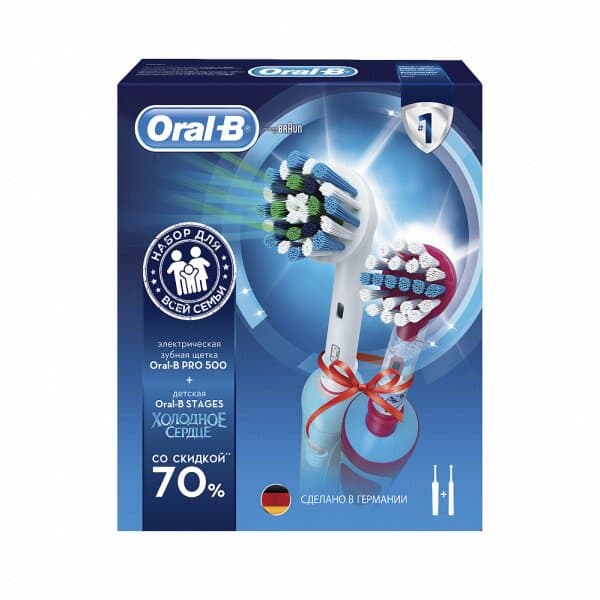 Oral-B
Oral-B
BRAUN
#1
НАБОР ДЛЯ
ВСЕЙ СЕМЬИ
электрическая
зубная щетка
Oral-B PRO 500
+
детская
Oral-B STAGES
ХОЛОДНОЕ
СЕРДЦЕ
СО СКИДКОЙ**
70%
СДЕЛАНО В ГЕРМАНИИ
+